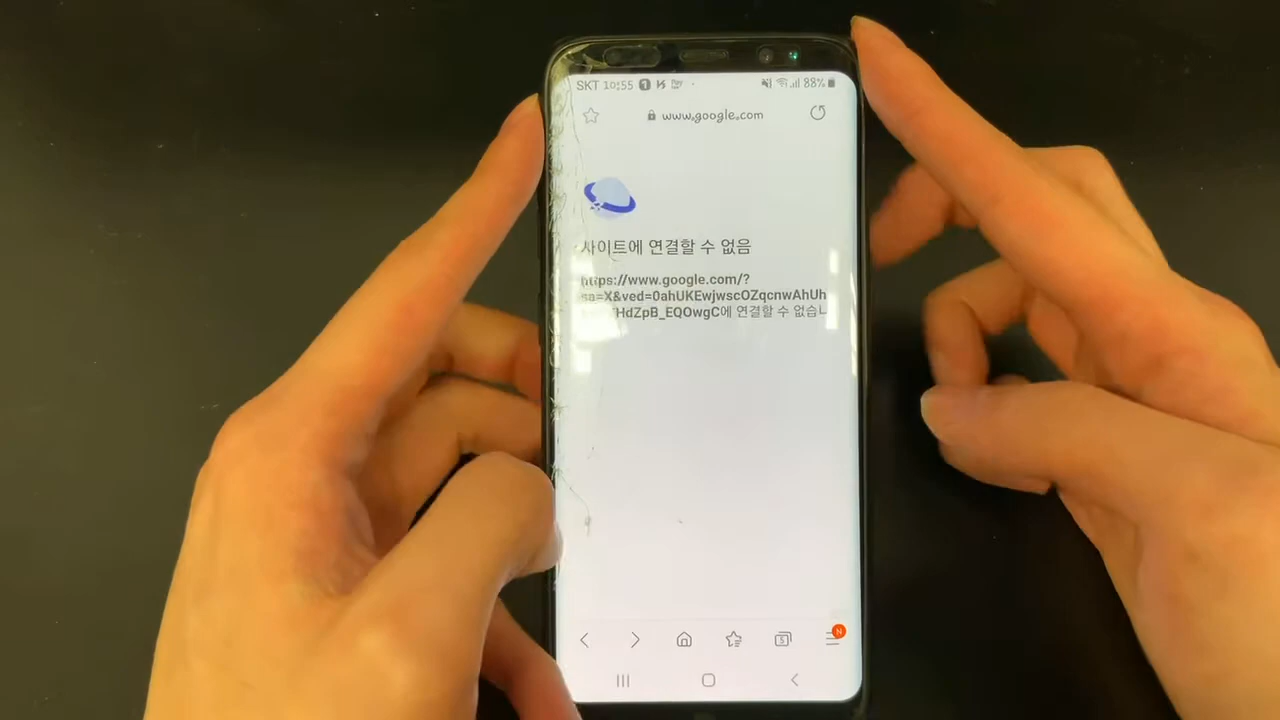 SKT 10:55 88%
www.google.com
사이트에 연결할 수 없음
https://www.google.com/?
sa=X&ved=0ahUKEwjwscOZqcnwAhUh
HdZpB_EQOwgC에 연결할 수 없습니
5 N